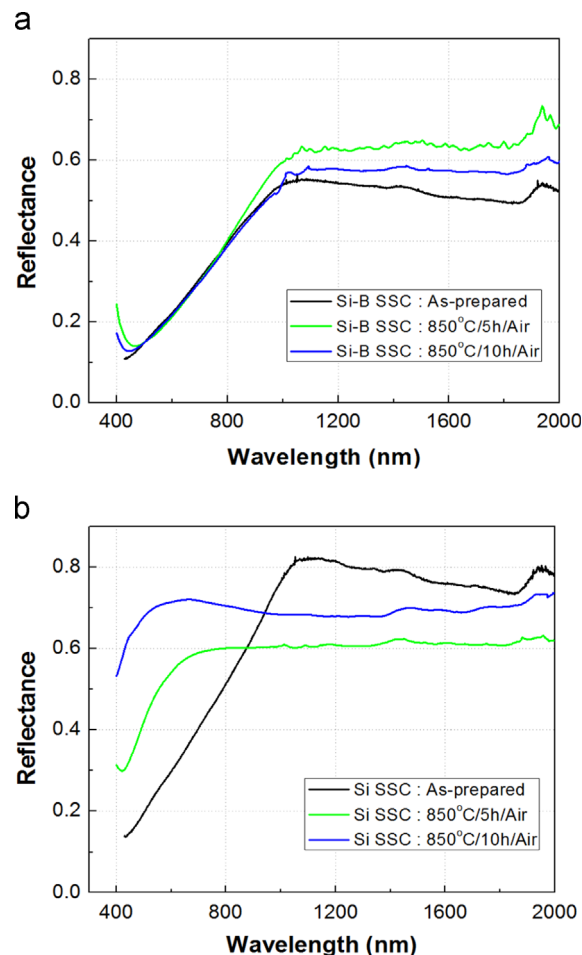 a
0.8
0.6
0.4
0.2
0.0
Reflectance
Si-B SSC : As-prepared
Si-B SSC : 850°C/5h/Air
Si-B SSC : 850°C/10h/Air
400 800 1200 1600 2000
Wavelength (nm)
b
0.8
0.6
0.4
0.2
0.0
Reflectance
Si SSC : As-prepared
Si SSC : 850°C/5h/Air
Si SSC : 850°C/10h/Air
400 800 1200 1600 2000
Wavelength (nm)